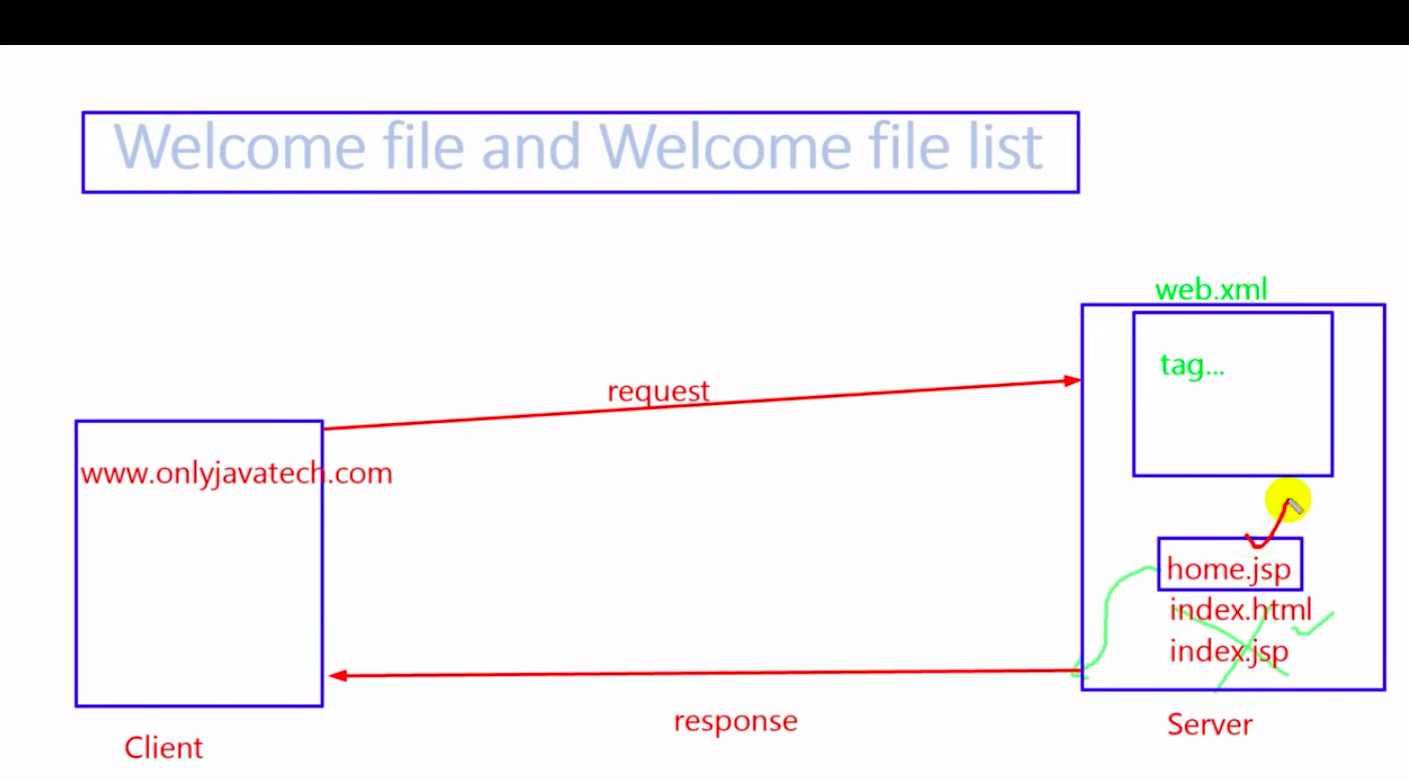 Welcome file and Welcome file list
web.xml
tag...
request
www.onlyjavatech.com
home.jsp
index.html
index.jsp
response
Server
Client